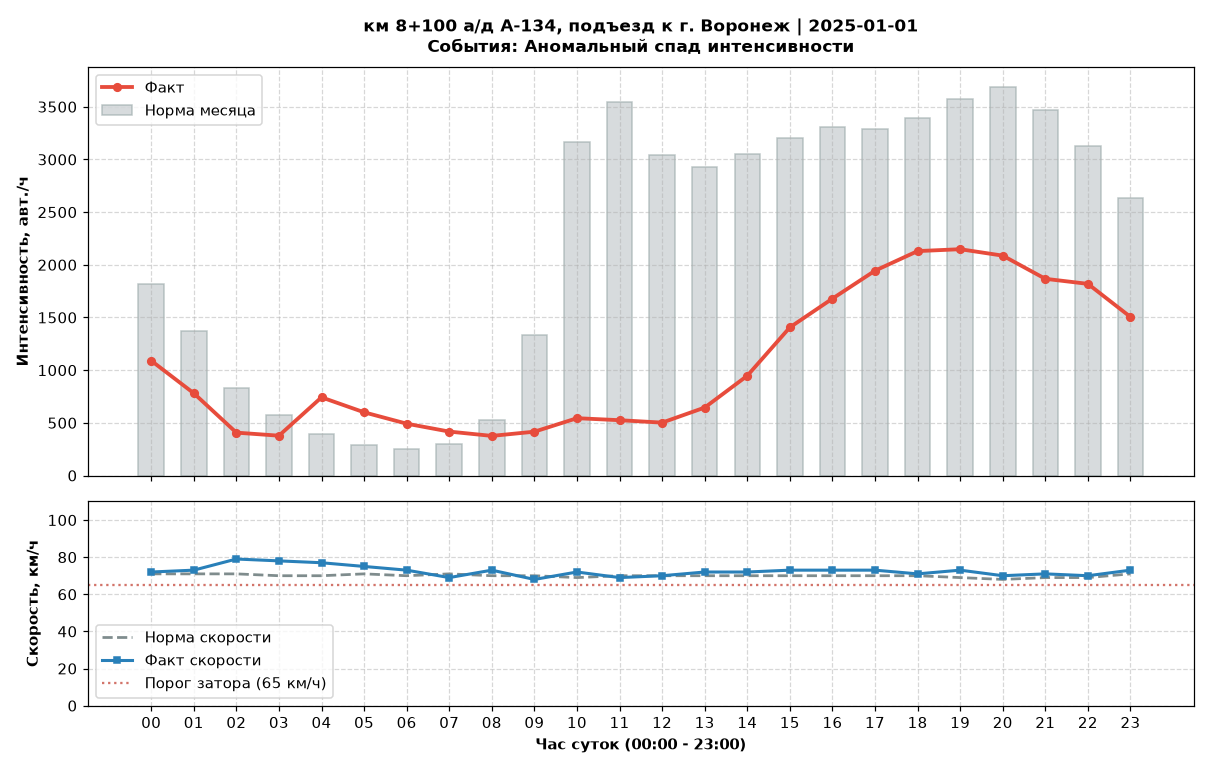 км 8+100 а/д А-134, подъезд к г. Воронеж | 2025-01-01
События: Аномальный спад интенсивности
Факт
Норма месяца
Интенсивность, авт./ч
3500
3000
2500
2000
1500
1000
500
0
Скорость, км/ч
100
80
60
40
20
0
Норма скорости
Факт скорости
Порог затора (65 км/ч)
00 01 02 03 04 05 06 07 08 09 10 11 12 13 14 15 16 17 18 19 20 21 22 23
Час суток (00:00 - 23:00)